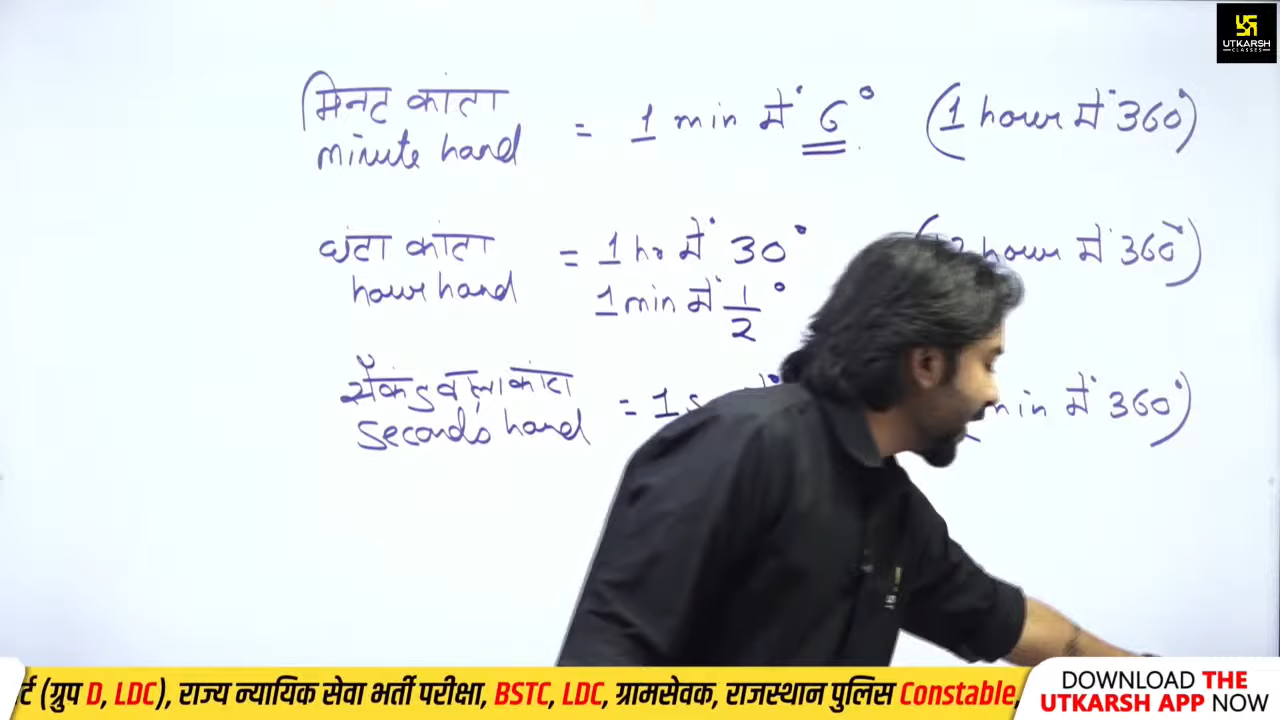 UTKARSH
CLASSES
मिनट कांटा = 1 min में 6° (1 hour में 360°)
minute hand
घंटा कांटा = 1 hr में 30° hour में 360°)
hour hand 1 min में 1/2°
सैकंड वाला कांटा = 1 min में 360°)
seconds hand
(ग्रुप D, LDC), राज्य न्यायिक सेवा भर्ती परीक्षा, BSTC, LDC, ग्रामसेवक, राजस्थान पुलिस Constable,
DOWNLOAD THE
UTKARSH APP NOW